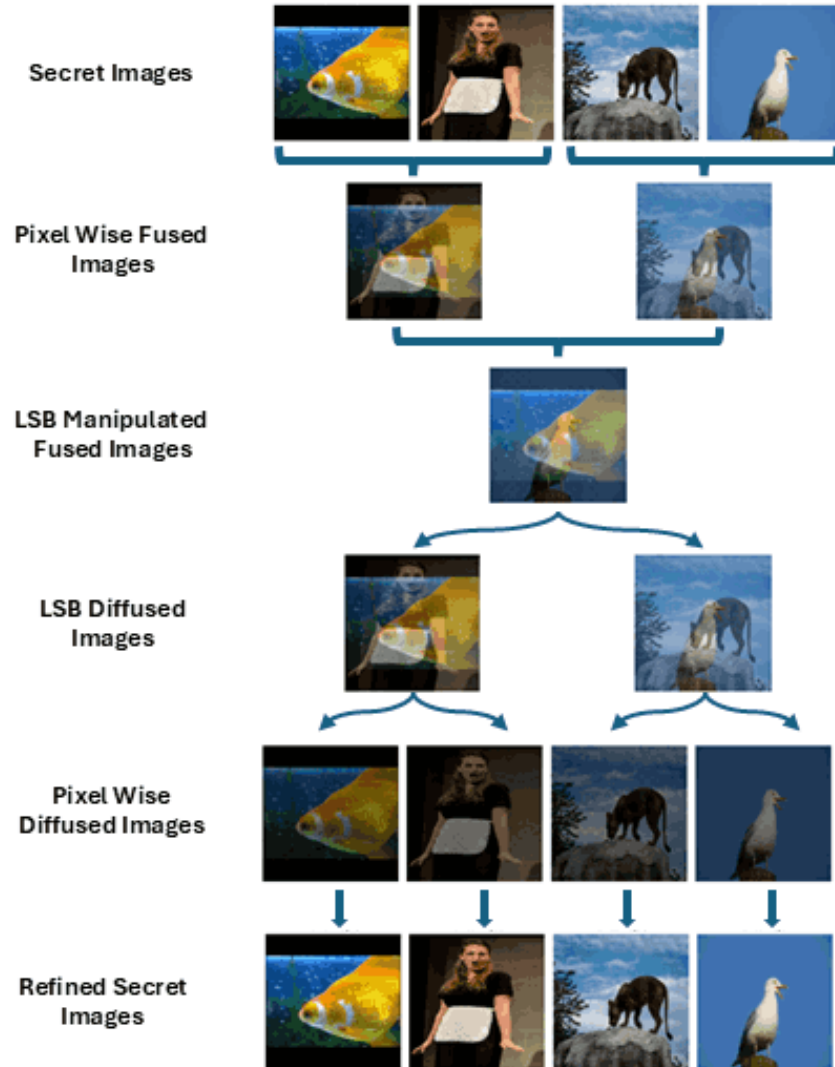 Secret Images
Pixel Wise Fused
Images
LSB Manipulated
Fused Images
LSB Diffused
Images
Pixel Wise
Diffused Images
Refined Secret
Images